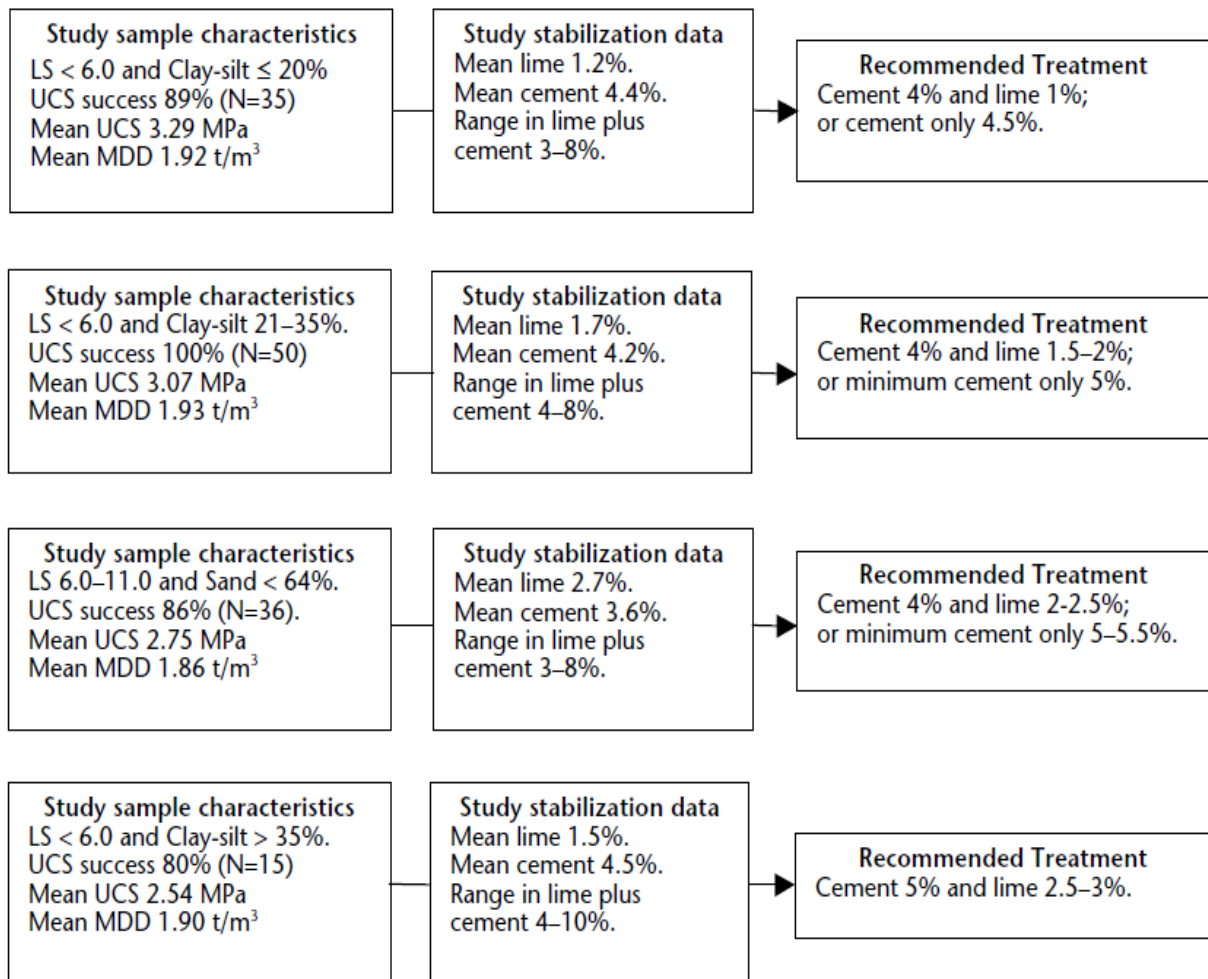 Study sample characteristics
LS < 6.0 and Clay-silt ≤ 20%
UCS success 89% (N=35)
Mean UCS 3.29 MPa
Mean MDD 1.92 t/m³
Study stabilization data
Mean lime 1.2%.
Mean cement 4.4%.
Range in lime plus
cement 3–8%.
Recommended Treatment
Cement 4% and lime 1%;
or cement only 4.5%.
Study sample characteristics
LS < 6.0 and Clay-silt 21–35%.
UCS success 100% (N=50)
Mean UCS 3.07 MPa
Mean MDD 1.93 t/m³
Study stabilization data
Mean lime 1.7%.
Mean cement 4.2%.
Range in lime plus
cement 4–8%.
Recommended Treatment
Cement 4% and lime 1.5–2%;
or minimum cement only 5%.
Study sample characteristics
LS 6.0–11.0 and Sand < 64%.
UCS success 86% (N=36).
Mean UCS 2.75 MPa
Mean MDD 1.86 t/m³
Study stabilization data
Mean lime 2.7%.
Mean cement 3.6%.
Range in lime plus
cement 3–8%.
Recommended Treatment
Cement 4% and lime 2-2.5%;
or minimum cement only 5–5.5%.
Study sample characteristics
LS < 6.0 and Clay-silt > 35%.
UCS success 80% (N=15)
Mean UCS 2.54 MPa
Mean MDD 1.90 t/m³
Study stabilization data
Mean lime 1.5%.
Mean cement 4.5%.
Range in lime plus
cement 4–10%.
Recommended Treatment
Cement 5% and lime 2.5–3%.